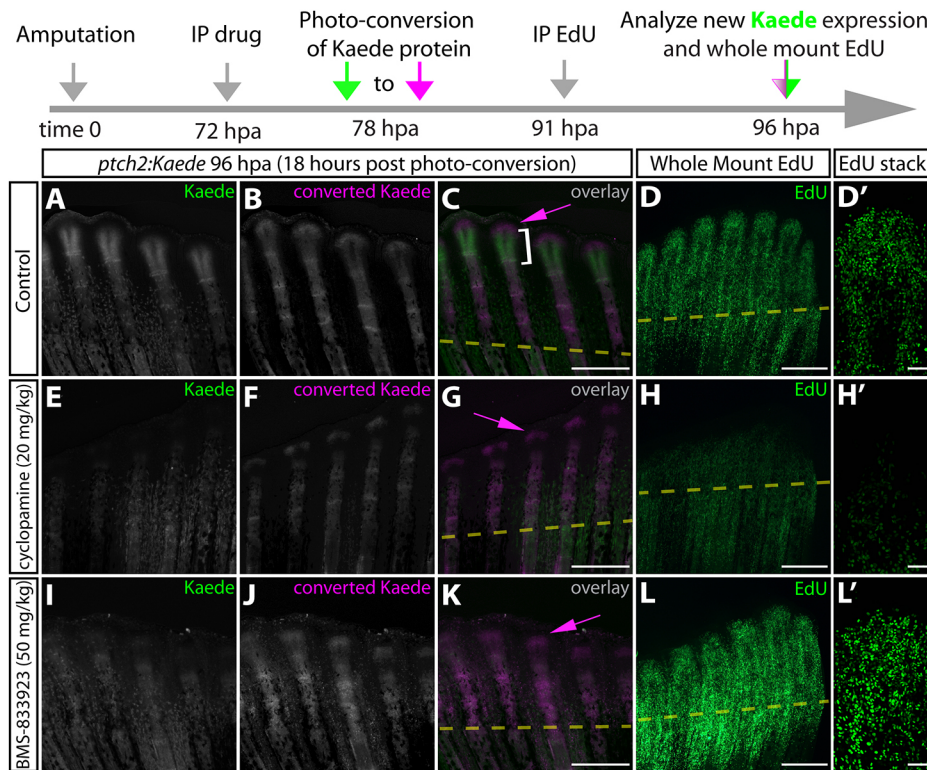 Amputation
IP drug
Photo-conversion
of Kaede protein
to
IP EdU
Analyze new Kaede expression
and whole mount EdU
time 0
72 hpa
78 hpa
91 hpa
96 hpa
ptch2:Kaede 96 hpa (18 hours post photo-conversion)
Whole Mount EdU
EdU stack
Control
A
Kaede
B
converted Kaede
C
overlay
D
EdU
D'
cyclopamine (20 mg/kg)
E
Kaede
F
converted Kaede
G
overlay
H
EdU
H'
BMS-833923 (50 mg/kg)
I
Kaede
J
converted Kaede
K
overlay
L
EdU
L'